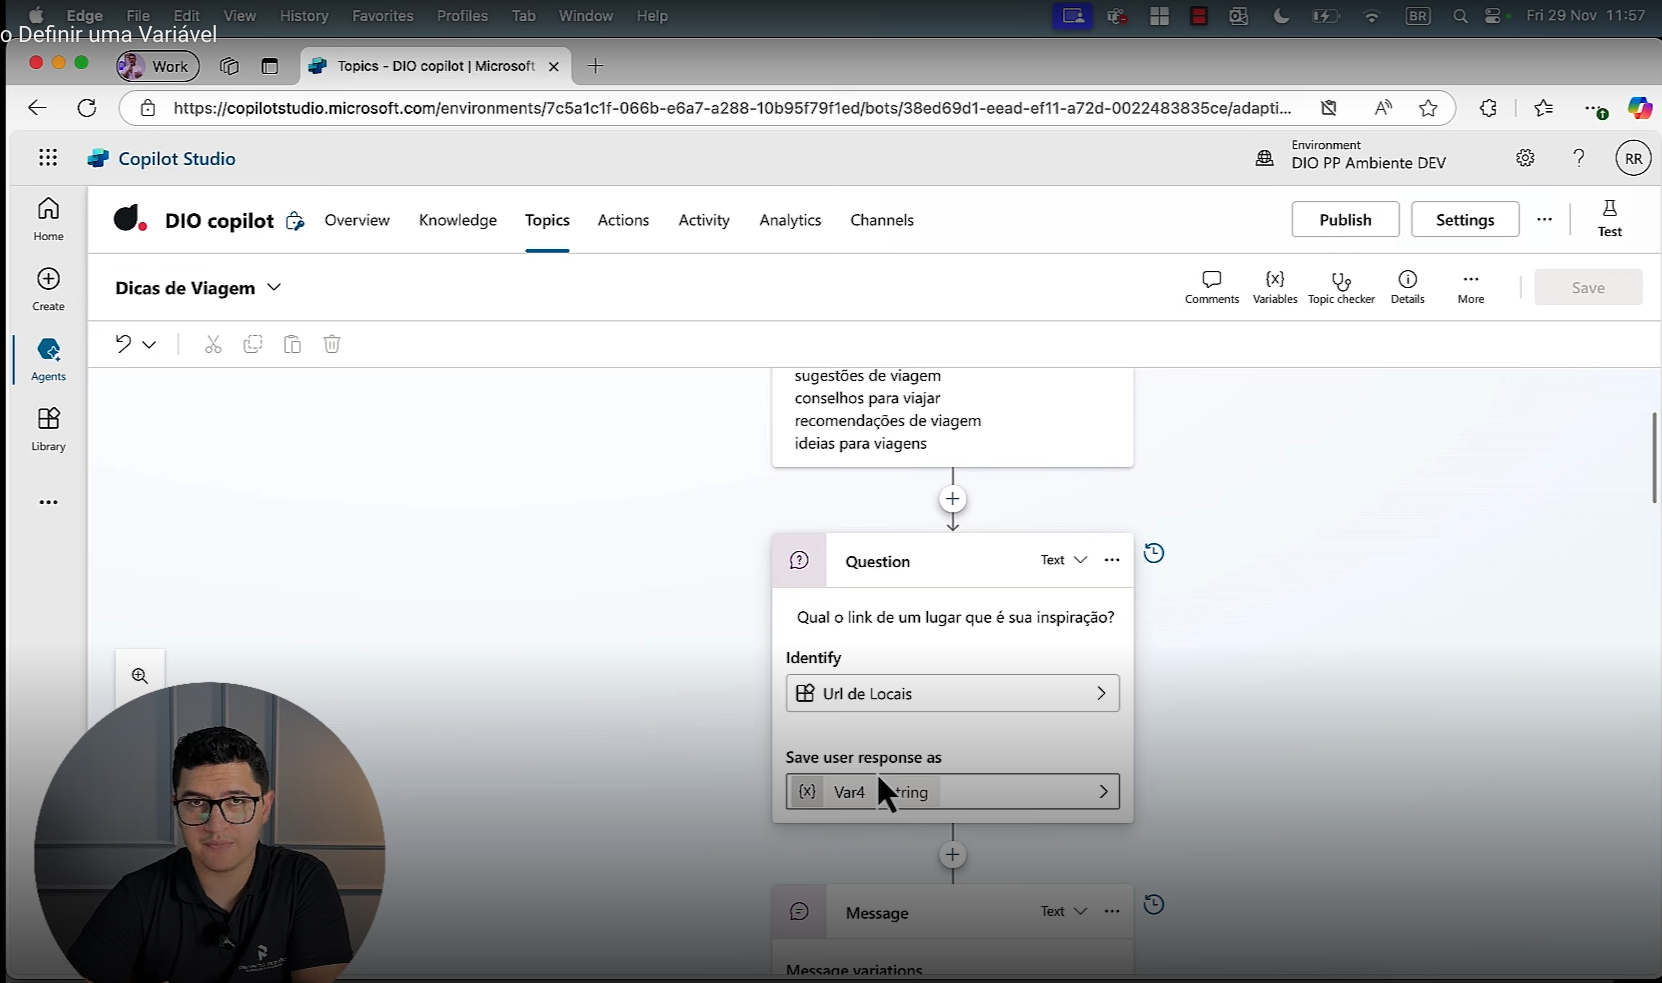 Edge File Edit View History Favorites Profiles Tab Window Help
BR Fri 29 Nov 11:57
o Definir uma Variável
Work
Topics - DIO copilot | Microsoft
https://copilotstudio.microsoft.com/environments/7c5a1c1f-066b-e6a7-a288-10b95f79f1ed/bots/38ed69d1-eead-ef11-a72d-0022483835ce/adapti...
Copilot Studio
Environment
DIO PP Ambiente DEV
RR
Home
Create
Agents
Library
DIO copilot
Overview Knowledge Topics Actions Activity Analytics Channels
Publish
Settings
Test
Dicas de Viagem
Comments
Variables
Topic checker
Details
More
Save
sugestões de viagem
conselhos para viajar
recomendações de viagem
ideias para viagens
Question
Text
Qual o link de um lugar que é sua inspiração?
Identify
Url de Locais
Save user response as
{x} Var4
Message
Text
Message variations